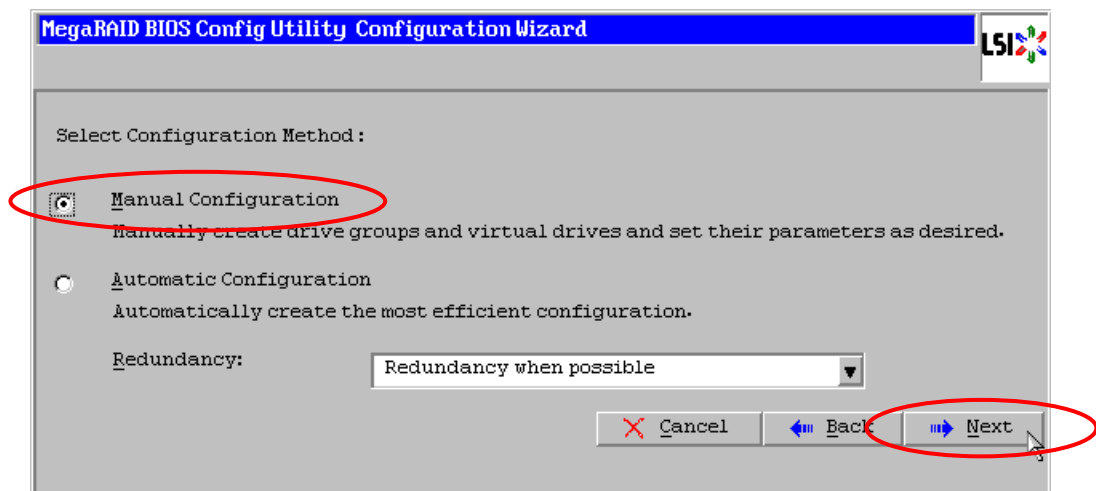 MegaRAID BIOS Config Utility Configuration Wizard
LSI
Select Configuration Method:
Manual Configuration
Manually create drive groups and virtual drives and set their parameters as desired.
Automatic Configuration
Automatically create the most efficient configuration.
Redundancy: Redundancy when possible
Cancel Back Next